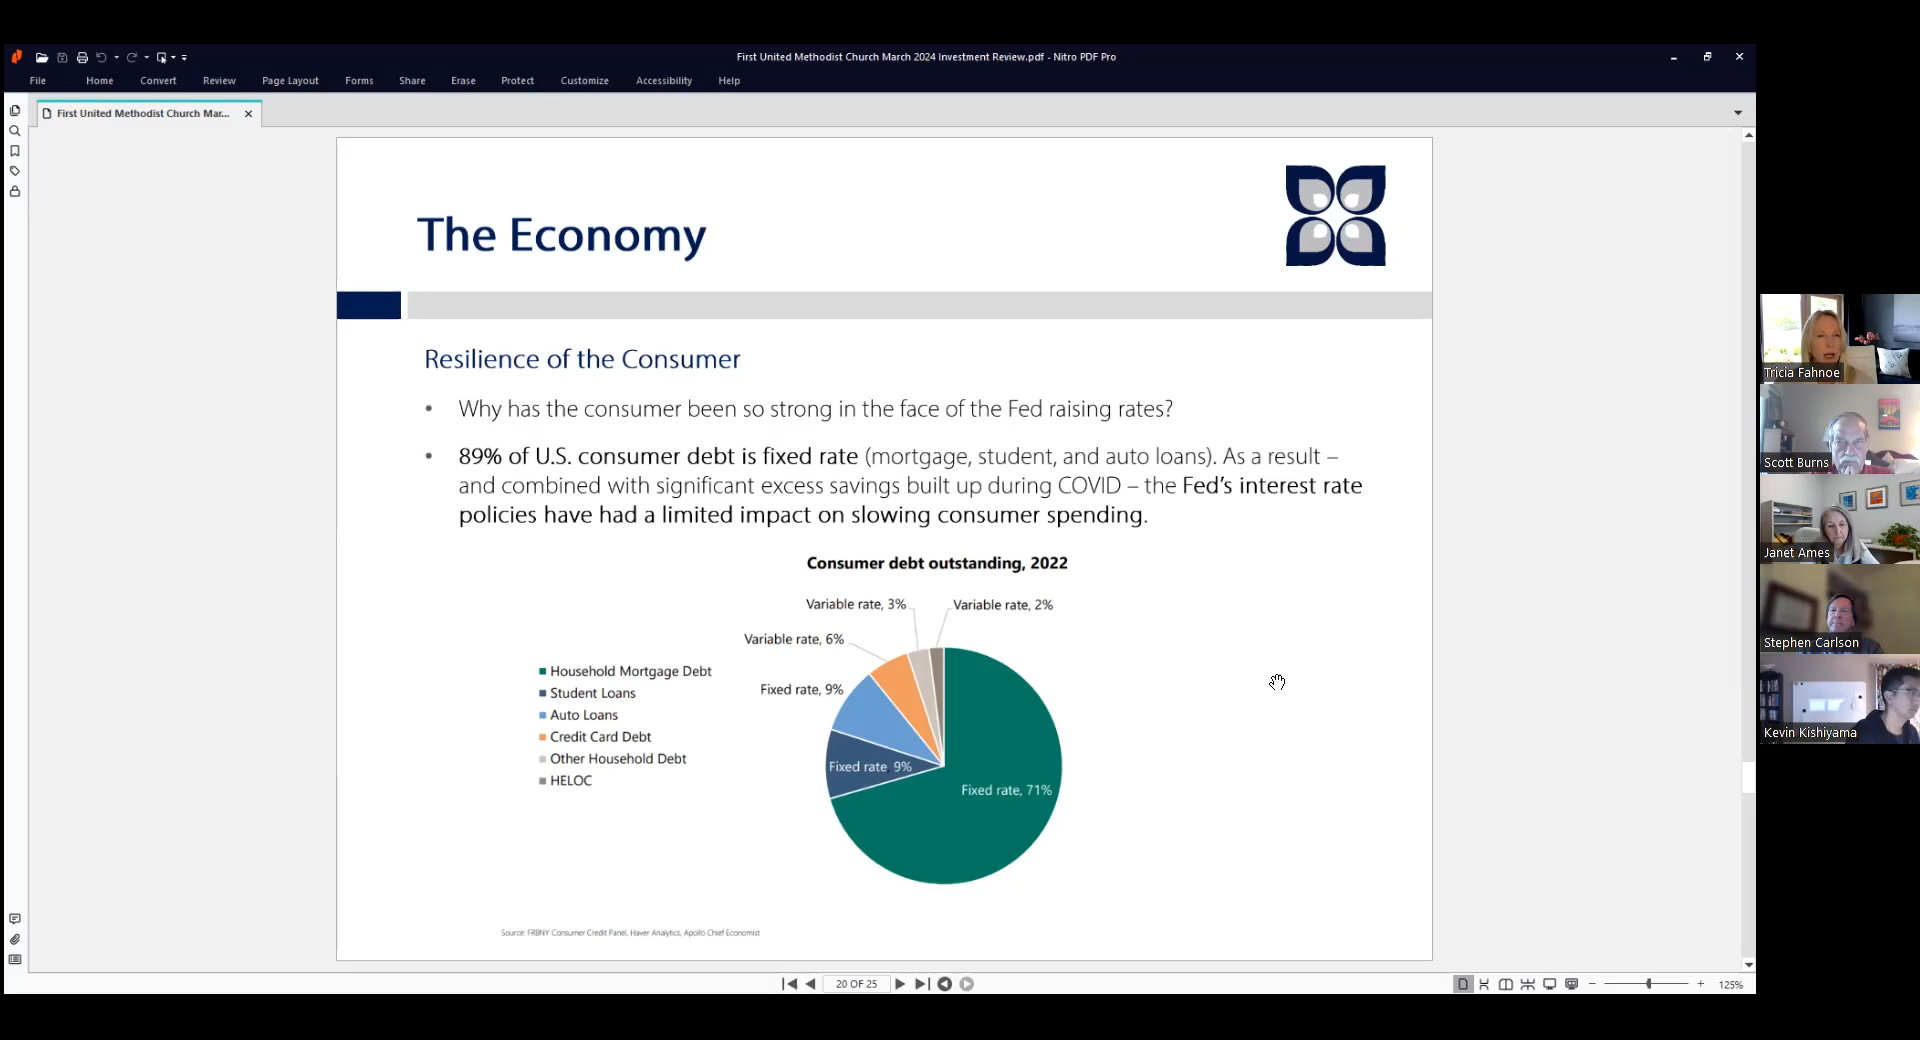 First United Methodist Church March 2024 Investment Review.pdf - Nitro PDF Pro
File Home Convert Review Page Layout Forms Share Erase Protect Customize Accessibility Help
First United Methodist Church Mar...
The Economy
Resilience of the Consumer
• Why has the consumer been so strong in the face of the Fed raising rates?
• 89% of U.S. consumer debt is fixed rate (mortgage, student, and auto loans). As a result –
and combined with significant excess savings built up during COVID – the Fed's interest rate
policies have had a limited impact on slowing consumer spending.
Consumer debt outstanding, 2022
Variable rate, 3%
Variable rate, 2%
Variable rate, 6%
Fixed rate, 9%
Fixed rate, 9%
Fixed rate, 71%
Household Mortgage Debt
Student Loans
Auto Loans
Credit Card Debt
Other Household Debt
HELOC
Source: FRBNY Consumer Credit Panel, Haver Analytics, Apollo Chief Economist
20 OF 25
125%
Tricia Fahnoe
Scott Burns
Janet Ames
Stephen Carlson
Kevin Kishiyama